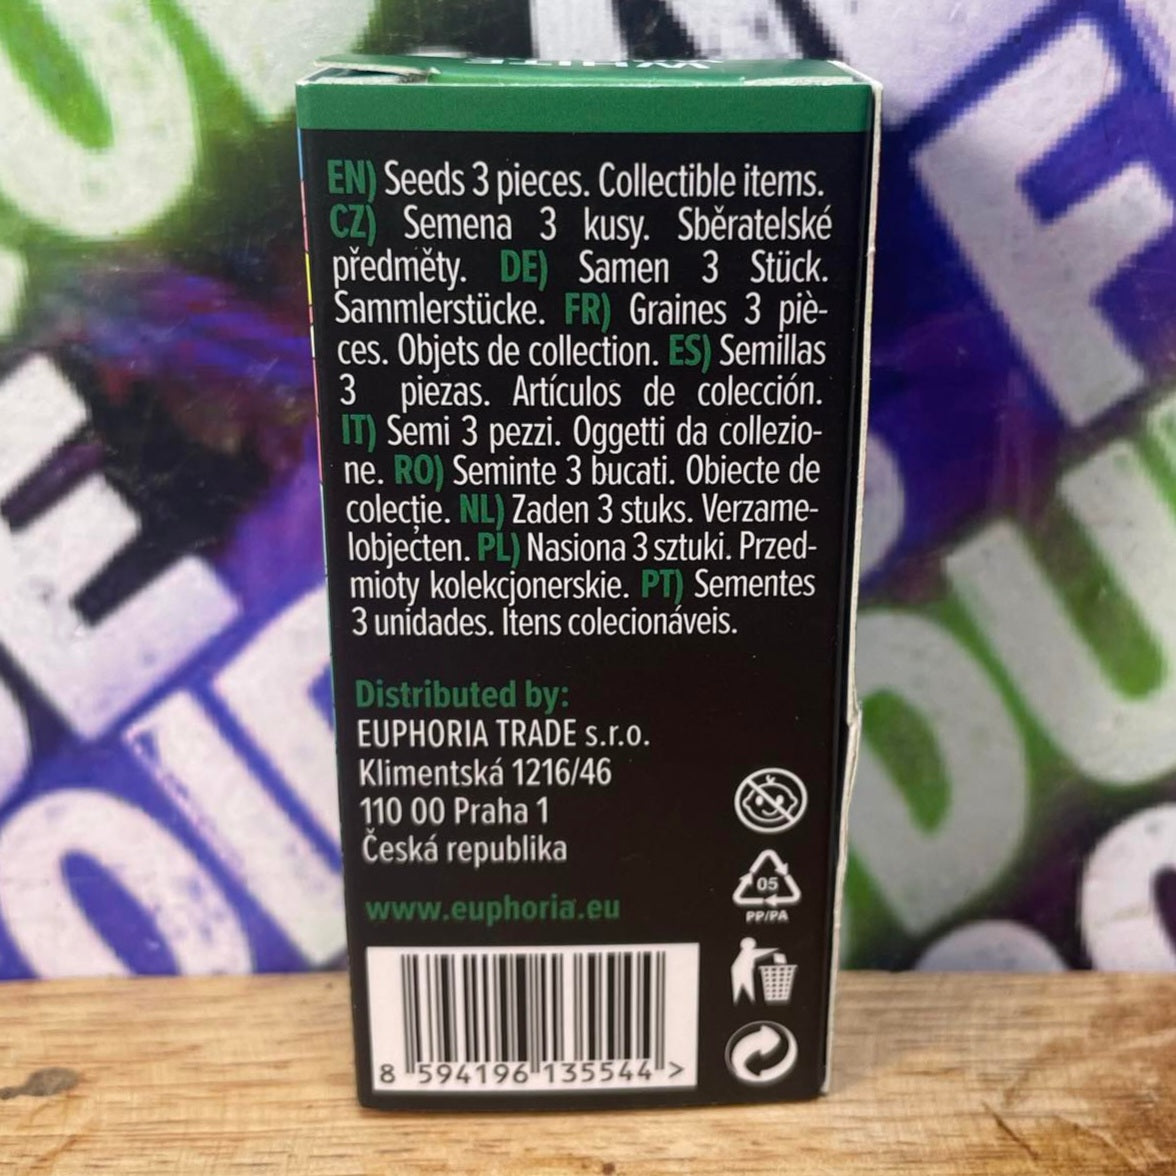 WHITE
EN) Seeds 3 pieces. Collectible items.
CZ) Semena 3 kusy. Sběratelské
předměty. DE) Samen 3 Stück.
Sammlerstücke. FR) Graines 3 piè-
ces. Objets de collection. ES) Semillas
3 piezas. Artículos de colección.
IT) Semi 3 pezzi. Oggetti da collezio-
ne. RO) Seminte 3 bucati. Obiecte de
colecție. NL) Zaden 3 stuks. Verzame-
lobjecten. PL) Nasiona 3 sztuki. Przed-
mioty kolekcjonerskie. PT) Sementes
3 unidades. Itens colecionáveis.
Distributed by:
EUPHORIA TRADE s.r.o.
Klimentská 1216/46
110 00 Praha 1
Česká republika
www.euphoria.eu
05
PP/PA
8 594196 135544 >